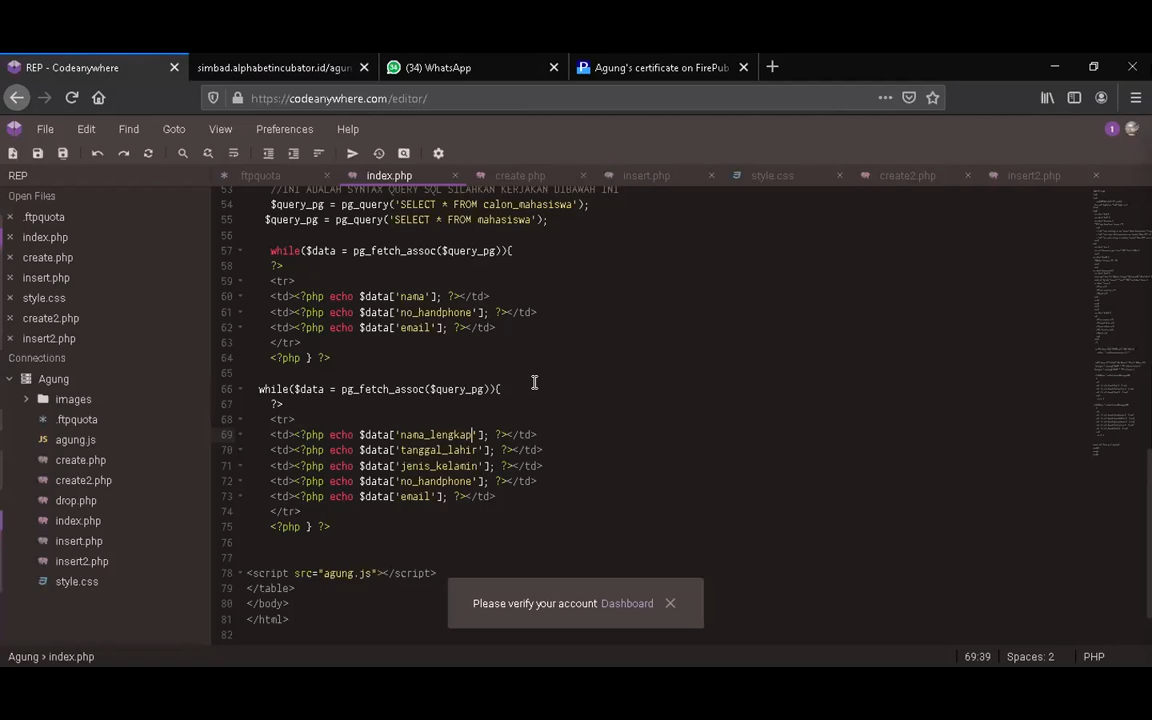 REP - Codeanywhere
simbad.alphabetincubator.id/agun
34
(34) WhatsApp
P
Agung's certificate on FirePub
https://codeanywhere.com/editor/
File Edit Find Goto View Preferences Help
1
REP
.ftpquota index.php create.php insert.php style.css create2.php insert2.php
Open Files
.ftpquota
index.php
create.php
insert.php
style.css
create2.php
insert2.php
Connections
Agung
images
.ftpquota
agung.js
create.php
create2.php
drop.php
index.php
insert.php
insert2.php
style.css
53 //INI ADALAH SYNTAX QUERY SQL SILAHKAN KERJAKAN DIBAWAH INI
54 $query_pg = pg_query('SELECT * FROM calon_mahasiswa');
55 $query_pg = pg_query('SELECT * FROM mahasiswa');
56
57 while($data = pg_fetch_assoc($query_pg)){
58 ?>
59 <tr>
60 <td><?php echo $data['nama']; ?></td>
61 <td><?php echo $data['no_handphone']; ?></td>
62 <td><?php echo $data['email']; ?></td>
63 </tr>
64 <?php } ?>
65
66 while($data = pg_fetch_assoc($query_pg)){
67 ?>
68 <tr>
69 <td><?php echo $data['nama_lengkap']; ?></td>
70 <td><?php echo $data['tanggal_lahir']; ?></td>
71 <td><?php echo $data['jenis_kelamin']; ?></td>
72 <td><?php echo $data['no_handphone']; ?></td>
73 <td><?php echo $data['email']; ?></td>
74 </tr>
75 <?php } ?>
76
77
78 <script src="agung.js"></script>
79 </table>
80 </body>
81 </html>
82
Please verify your account Dashboard
Agung > index.php
69:39 Spaces: 2 PHP